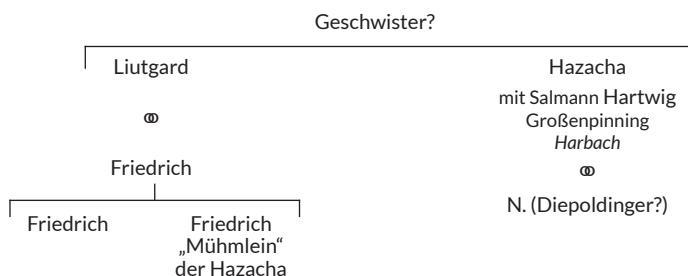 Geschwister?
Liutgard
Hazacha
mit Salmann Hartwig
Großenpinning
Harbach
⚭
⚭
Friedrich
N. (Diepoldinger?)
Friedrich
Friedrich
„Mühmlein“
der Hazacha